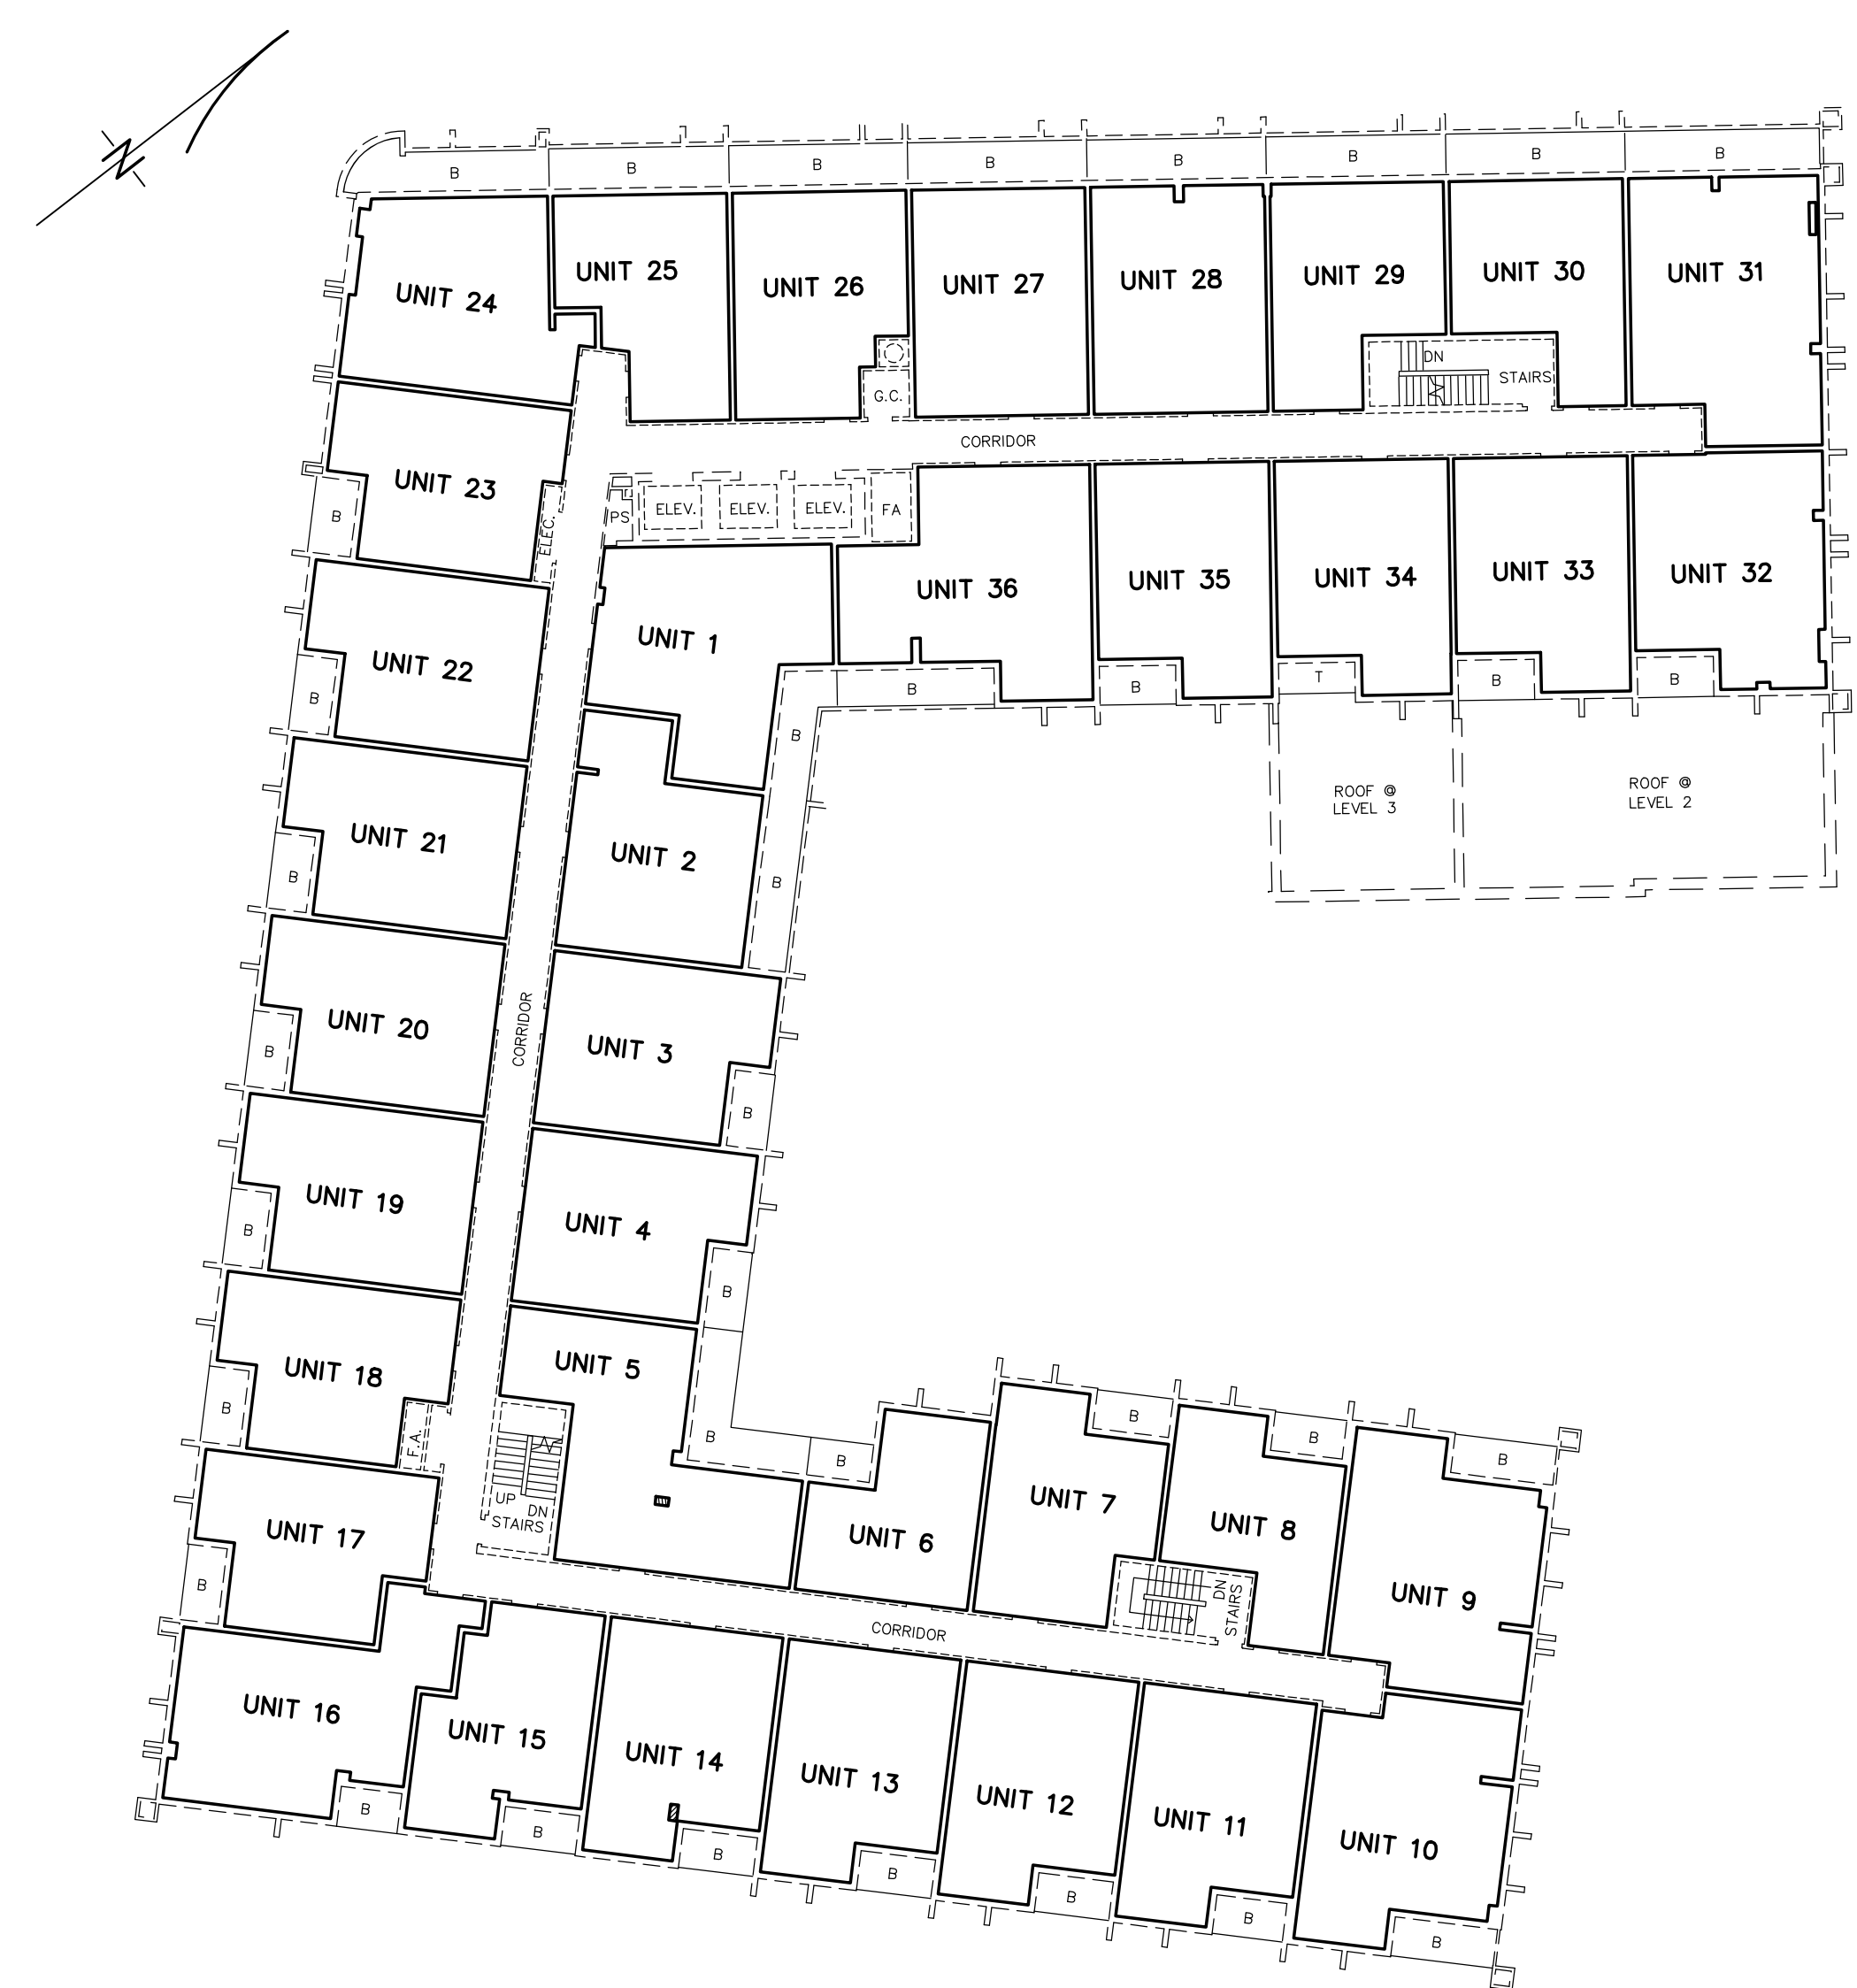 N
B
B
B
B
B
B
B
B
UNIT 24
UNIT 25
UNIT 26
UNIT 27
UNIT 28
UNIT 29
UNIT 30
UNIT 31
DN
STAIRS
G.C.
CORRIDOR
UNIT 23
B
ELEC.
PS
ELEV.
ELEV.
ELEV.
FA
UNIT 36
UNIT 35
UNIT 34
UNIT 33
UNIT 32
UNIT 1
UNIT 22
B
B
B
T
B
B
B
ROOF @
LEVEL 3
ROOF @
LEVEL 2
UNIT 21
UNIT 2
B
B
UNIT 20
CORRIDOR
UNIT 3
B
B
UNIT 19
UNIT 4
B
B
UNIT 18
UNIT 5
B
F.A.
B
B
B
B
B
UNIT 17
UP
DN
STAIRS
UNIT 6
UNIT 7
UNIT 8
UNIT 9
B
DN
STAIRS
CORRIDOR
UNIT 16
UNIT 15
UNIT 14
UNIT 13
UNIT 12
UNIT 11
UNIT 10
B
B
B
B
B
B
B